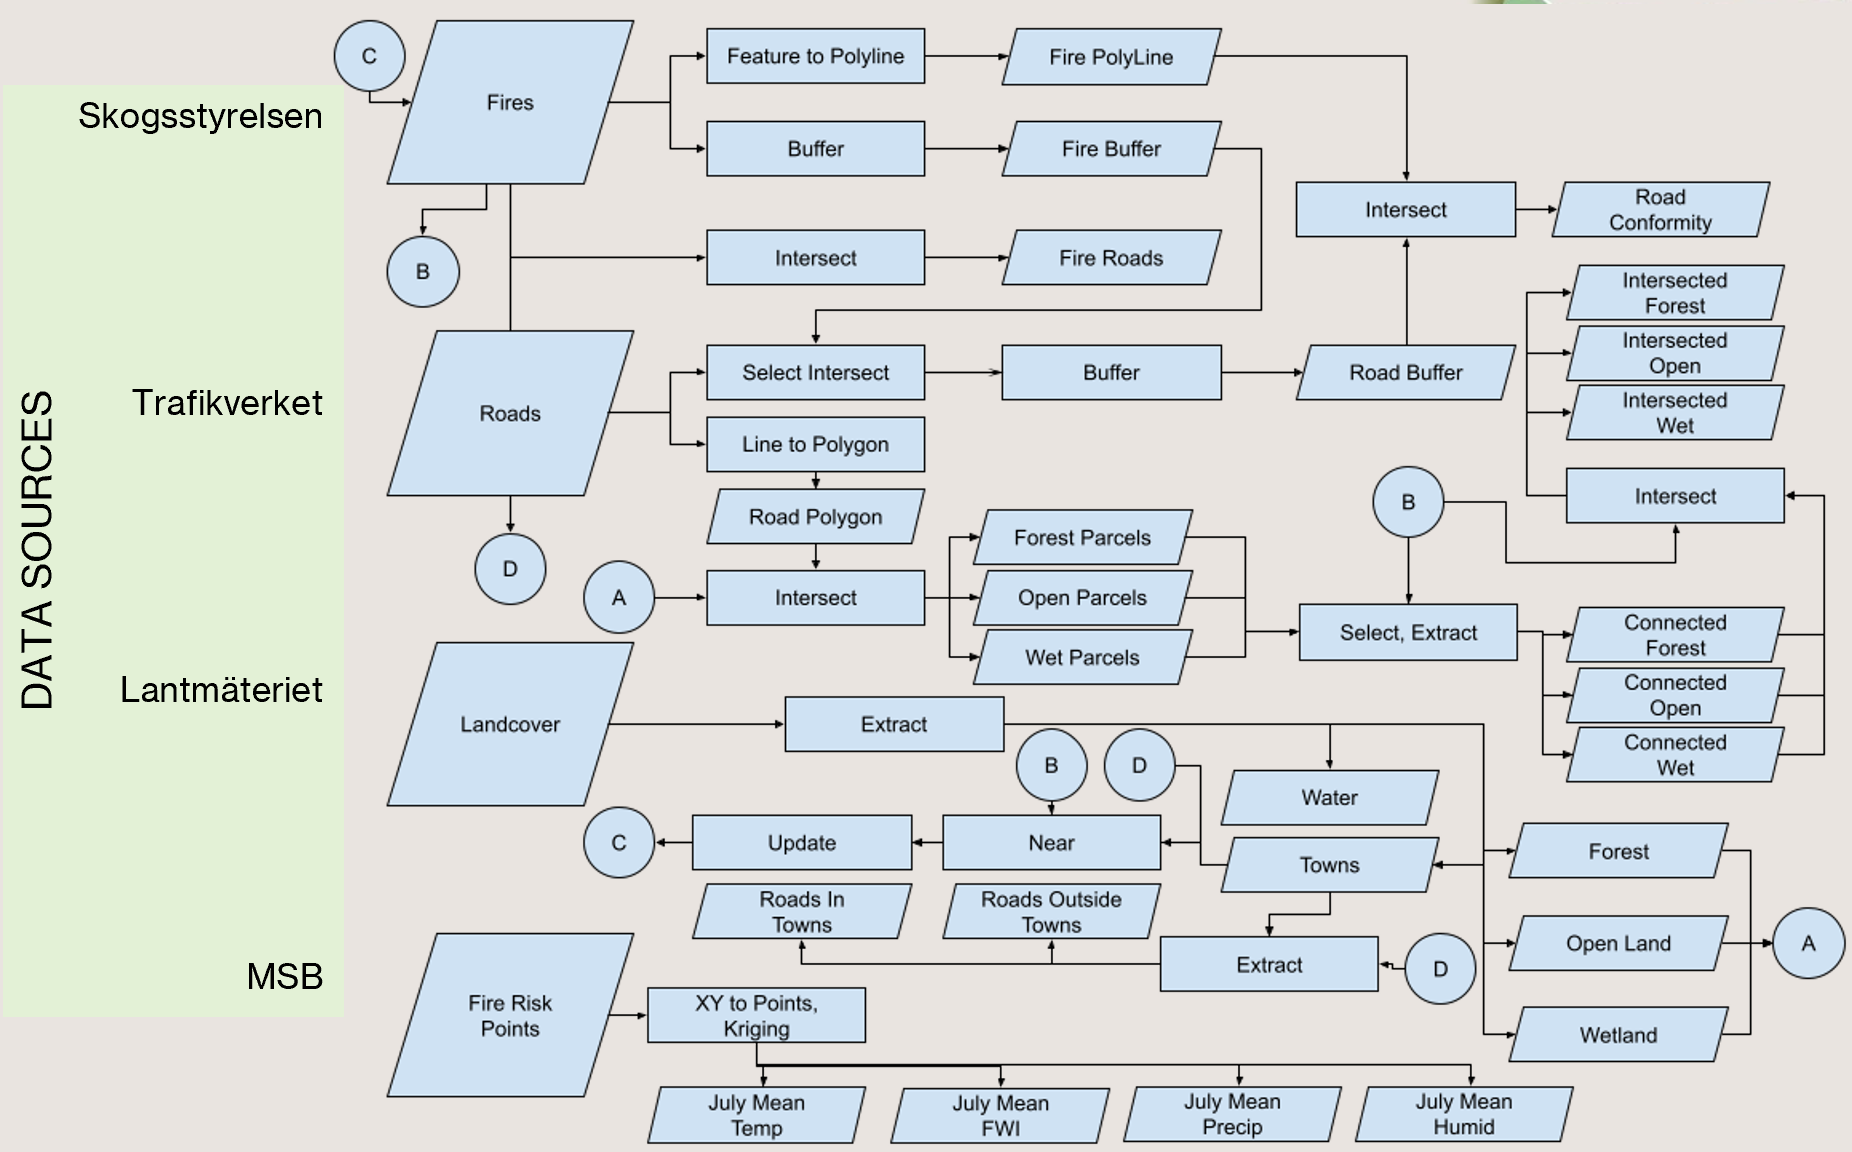 DATA SOURCES
Skogsstyrelsen
Trafikverket
Lantmäteriet
MSB
C
Fires
Feature to Polyline
Fire PolyLine
Buffer
Fire Buffer
B
Intersect
Fire Roads
Intersect
Road
Conformity
Intersected
Forest
Intersected
Open
Intersected
Wet
Roads
Select Intersect
Buffer
Road Buffer
Line to Polygon
Road Polygon
D
A
Intersect
Forest Parcels
Open Parcels
Wet Parcels
B
Intersect
Select, Extract
Connected
Forest
Connected
Open
Connected
Wet
Landcover
Extract
B
D
Water
C
Update
Near
Towns
Roads In
Towns
Roads Outside
Towns
Extract
D
Forest
Open Land
Wetland
A
Fire Risk
Points
XY to Points,
Kriging
July Mean
Temp
July Mean
FWI
July Mean
Precip
July Mean
Humid